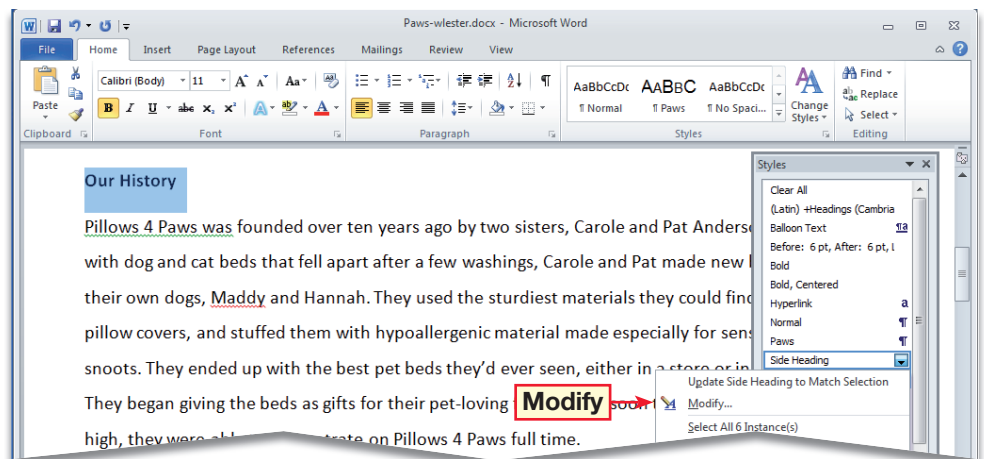 Paws-wlester.docx - Microsoft Word
File Home Insert Page Layout References Mailings Review View
Calibri (Body) 11 A A Aa
AaBbCcDc AABBC AaBbCcDc
Find
Replace
Select
Paste
B I U abe x, x² A ab A
¶ Normal ¶ Paws ¶ No Spaci...
Change Styles
Clipboard Font Paragraph Styles Editing
Our History
Pillows 4 Paws was founded over ten years ago by two sisters, Carole and Pat Anders
with dog and cat beds that fell apart after a few washings, Carole and Pat made new
their own dogs, Maddy and Hannah. They used the sturdiest materials they could find
pillow covers, and stuffed them with hypoallergenic material made especially for sens
snoots. They ended up with the best pet beds they'd ever seen, either in a store or in
They began giving the beds as gifts for their pet-loving soon
high, they were on Pillows 4 Paws full time.
Styles
Clear All
(Latin) +Headings (Cambria
Balloon Text ¶a
Before: 6 pt, After: 6 pt, L
Bold
Bold, Centered
Hyperlink a
Normal ¶
Paws ¶
Side Heading
Update Side Heading to Match Selection
Modify...
Select All 6 Instance(s)
Modify